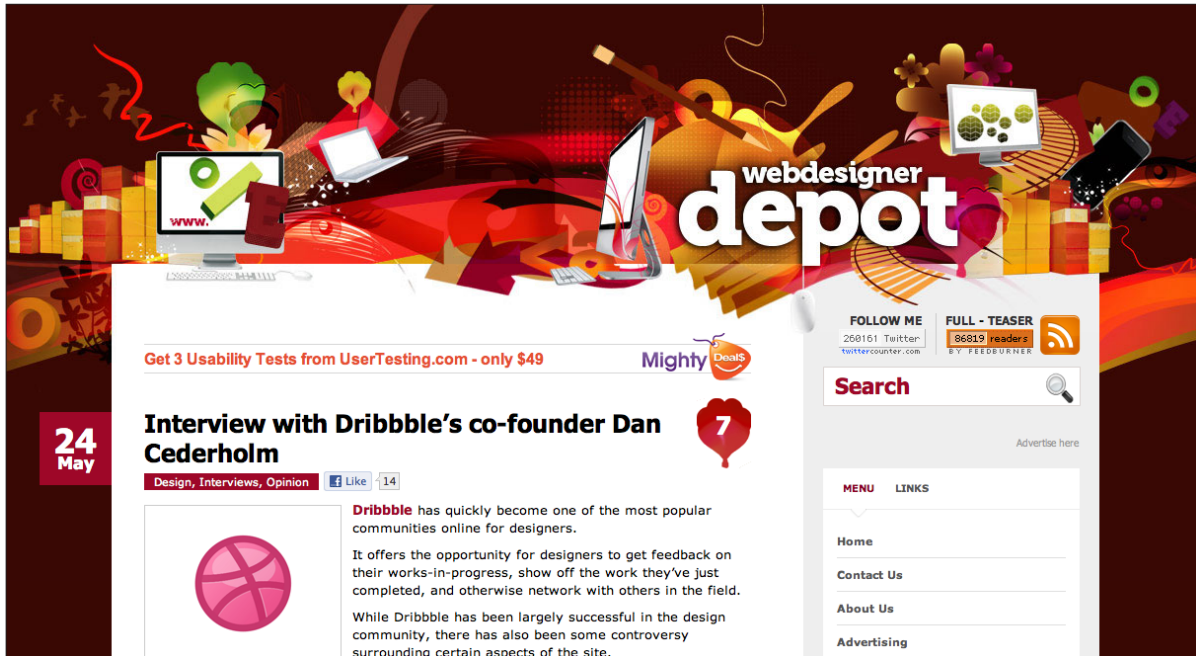 www.
E
webdesigner
depot
FOLLOW ME
FULL - TEASER
260161 Twitter
86819 readers
twittercounter.com
BY FEEDBURNER
Get 3 Usability Tests from UserTesting.com - only $49
Mighty Deal$
Search
24
May
Interview with Dribbble’s co-founder Dan
Cederholm
7
Design, Interviews, Opinion
Like
14
Advertise here
Dribbble has quickly become one of the most popular
communities online for designers.
It offers the opportunity for designers to get feedback on
their works-in-progress, show off the work they’ve just
completed, and otherwise network with others in the field.
While Dribbble has been largely successful in the design
community, there has also been some controversy
surrounding certain aspects of the site.
MENU
LINKS
Home
Contact Us
About Us
Advertising